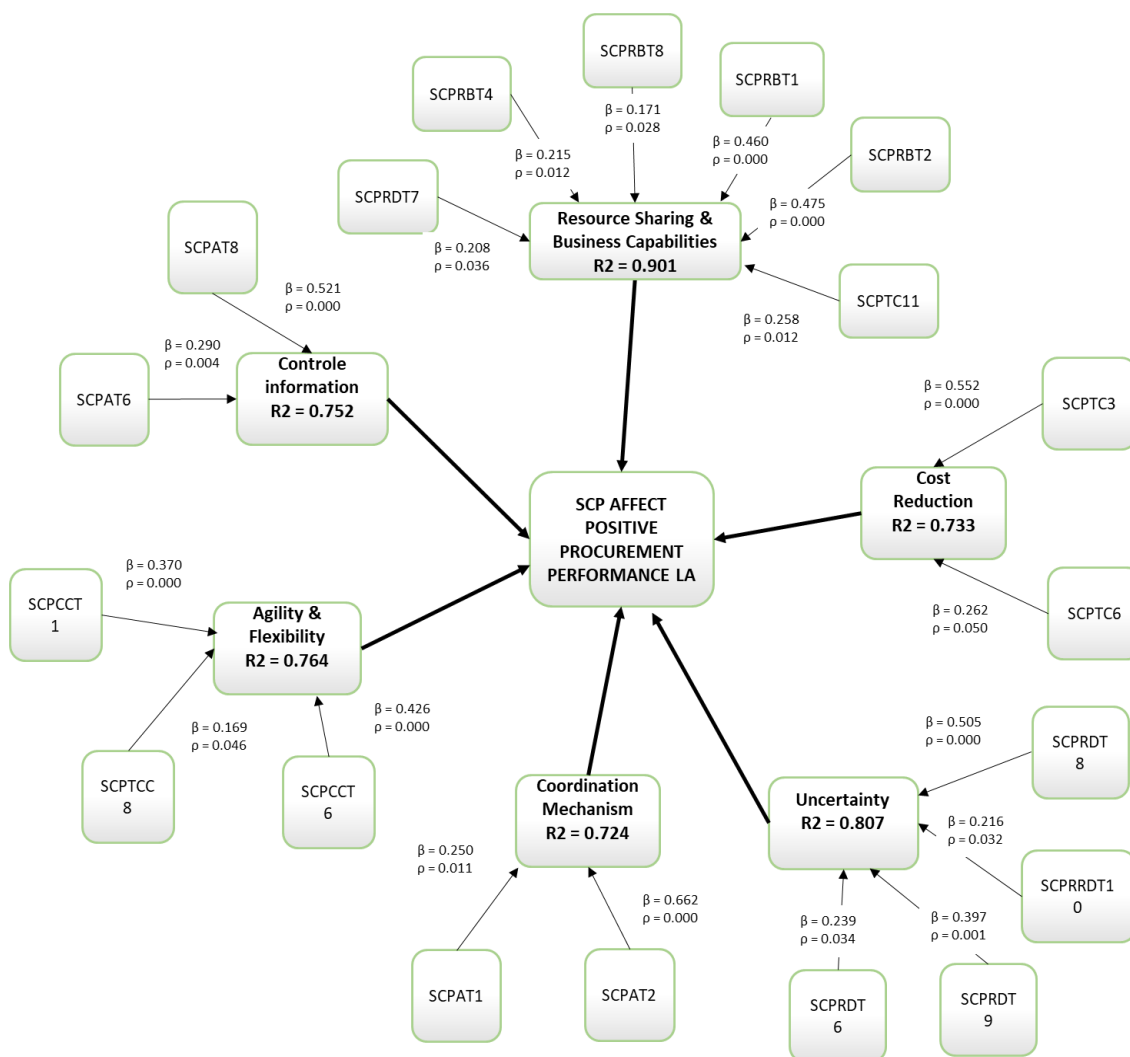 SCPRBT8
SCPRBT4
SCPRBT1
β = 0.171
ρ = 0.028
β = 0.215
ρ = 0.012
β = 0.460
ρ = 0.000
SCPRBT2
SCPRDT7
β = 0.475
ρ = 0.000
β = 0.208
ρ = 0.036
Resource Sharing &
Business Capabilities
R2 = 0.901
SCPTC11
β = 0.258
ρ = 0.012
SCPAT8
β = 0.521
ρ = 0.000
β = 0.290
ρ = 0.004
SCPAT6
Controle
information
R2 = 0.752
β = 0.552
ρ = 0.000
SCPTC3
Cost
Reduction
R2 = 0.733
β = 0.262
ρ = 0.050
SCPTC6
SCP AFFECT
POSITIVE
PROCUREMENT
PERFORMANCE LA
β = 0.370
ρ = 0.000
SCPCCT
1
Agility &
Flexibility
R2 = 0.764
β = 0.169
ρ = 0.046
β = 0.426
ρ = 0.000
SCPTCC
8
SCPCCT
6
Coordination
Mechanism
R2 = 0.724
β = 0.250
ρ = 0.011
β = 0.662
ρ = 0.000
SCPAT1
SCPAT2
Uncertainty
R2 = 0.807
β = 0.505
ρ = 0.000
SCPRDT
8
β = 0.216
ρ = 0.032
SCPRRDT1
0
β = 0.239
ρ = 0.034
β = 0.397
ρ = 0.001
SCPRDT
6
SCPRDT
9